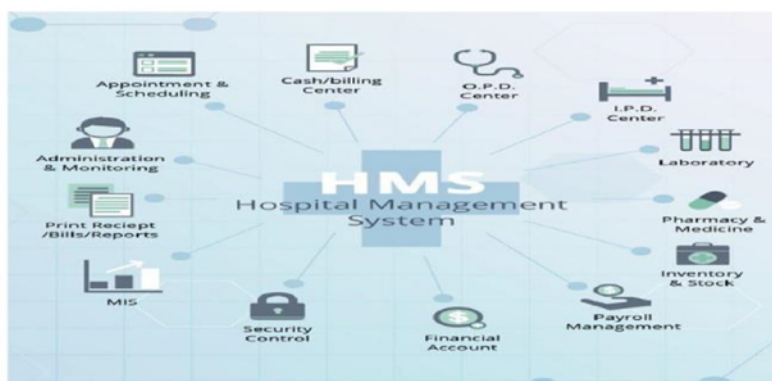 Appointment &
Scheduling
Cash/billing
Center
O.P.D.
Center
I.P.D.
Center
Administration
& Monitoring
Laboratory
HMS
Hospital Management
System
Print Reciept
/Bills/Reports
Pharmacy &
Medicine
MIS
Inventory
& Stock
Security
Control
Financial
Account
Payroll
Management